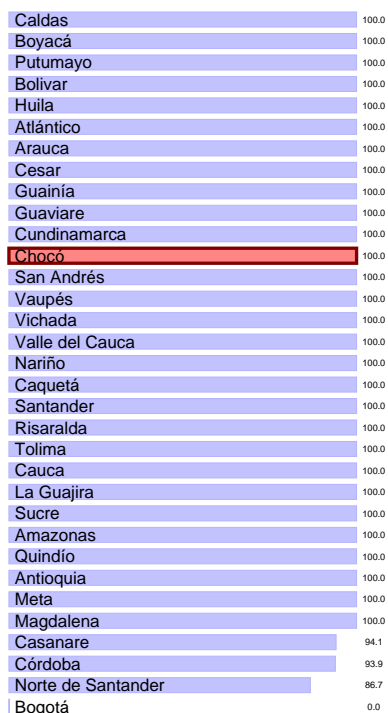 Caldas 100.0
Boyacá 100.0
Putumayo 100.0
Bolivar 100.0
Huila 100.0
Atlántico 100.0
Arauca 100.0
Cesar 100.0
Guainía 100.0
Guaviare 100.0
Cundinamarca 100.0
Chocó 100.0
San Andrés 100.0
Vaupés 100.0
Vichada 100.0
Valle del Cauca 100.0
Nariño 100.0
Caquetá 100.0
Santander 100.0
Risaralda 100.0
Tolima 100.0
Cauca 100.0
La Guajira 100.0
Sucre 100.0
Amazonas 100.0
Quindío 100.0
Antioquia 100.0
Meta 100.0
Magdalena 100.0
Casanare 94.1
Córdoba 93.9
Norte de Santander 86.7
Bogotá 0.0